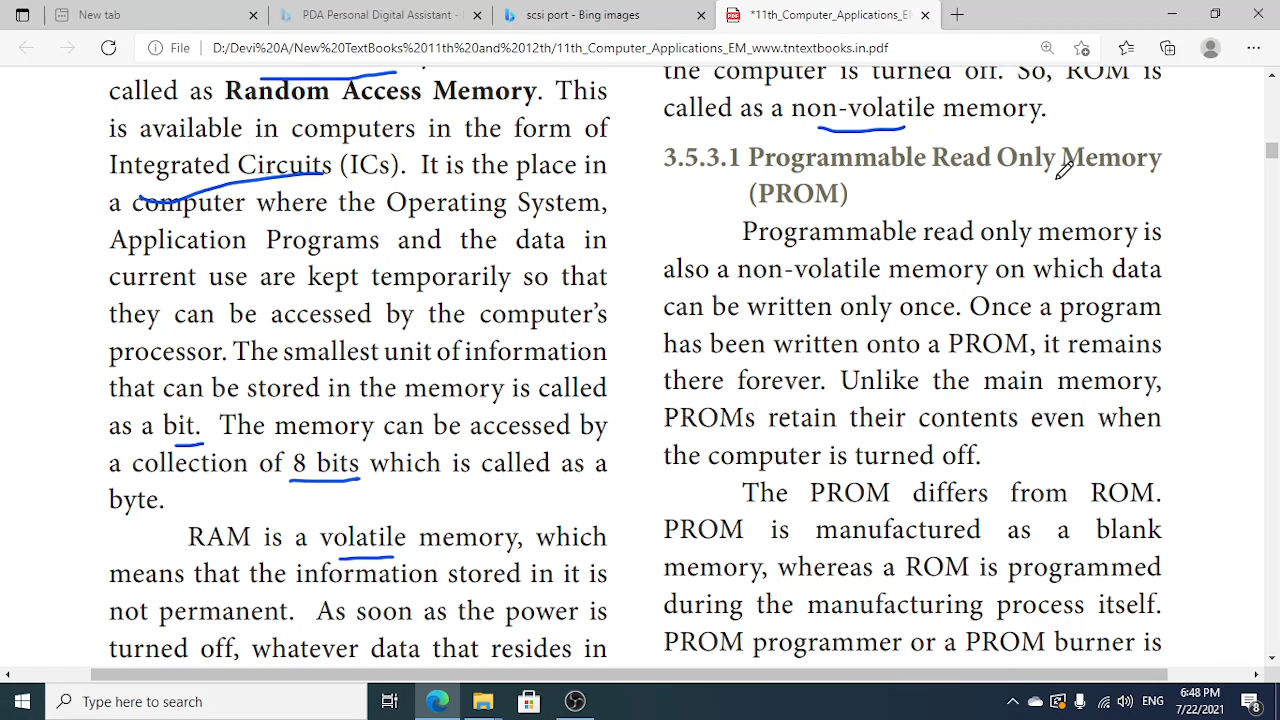 New tab
PDA Personal Digital Assistant -
scsi port - Bing images
*11th_Computer_Applications_EM
File
D:/Devi%20A/New%20TextBooks%2011th%20and%2012th/11th_Computer_Applications_EM_www.tntextbooks.in.pdf
called as Random Access Memory. This
is available in computers in the form of
Integrated Circuits (ICs). It is the place in
a computer where the Operating System,
Application Programs and the data in
current use are kept temporarily so that
they can be accessed by the computer's
processor. The smallest unit of information
that can be stored in the memory is called
as a bit. The memory can be accessed by
a collection of 8 bits which is called as a
byte.
RAM is a volatile memory, which
means that the information stored in it is
not permanent. As soon as the power is
turned off, whatever data that resides in
the computer is turned off. So, ROM is
called as a non-volatile memory.
3.5.3.1 Programmable Read Only Memory
(PROM)
Programmable read only memory is
also a non-volatile memory on which data
can be written only once. Once a program
has been written onto a PROM, it remains
there forever. Unlike the main memory,
PROMs retain their contents even when
the computer is turned off.
The PROM differs from ROM.
PROM is manufactured as a blank
memory, whereas a ROM is programmed
during the manufacturing process itself.
PROM programmer or a PROM burner is
Type here to search
ENG
6:48 PM
7/22/2021
8